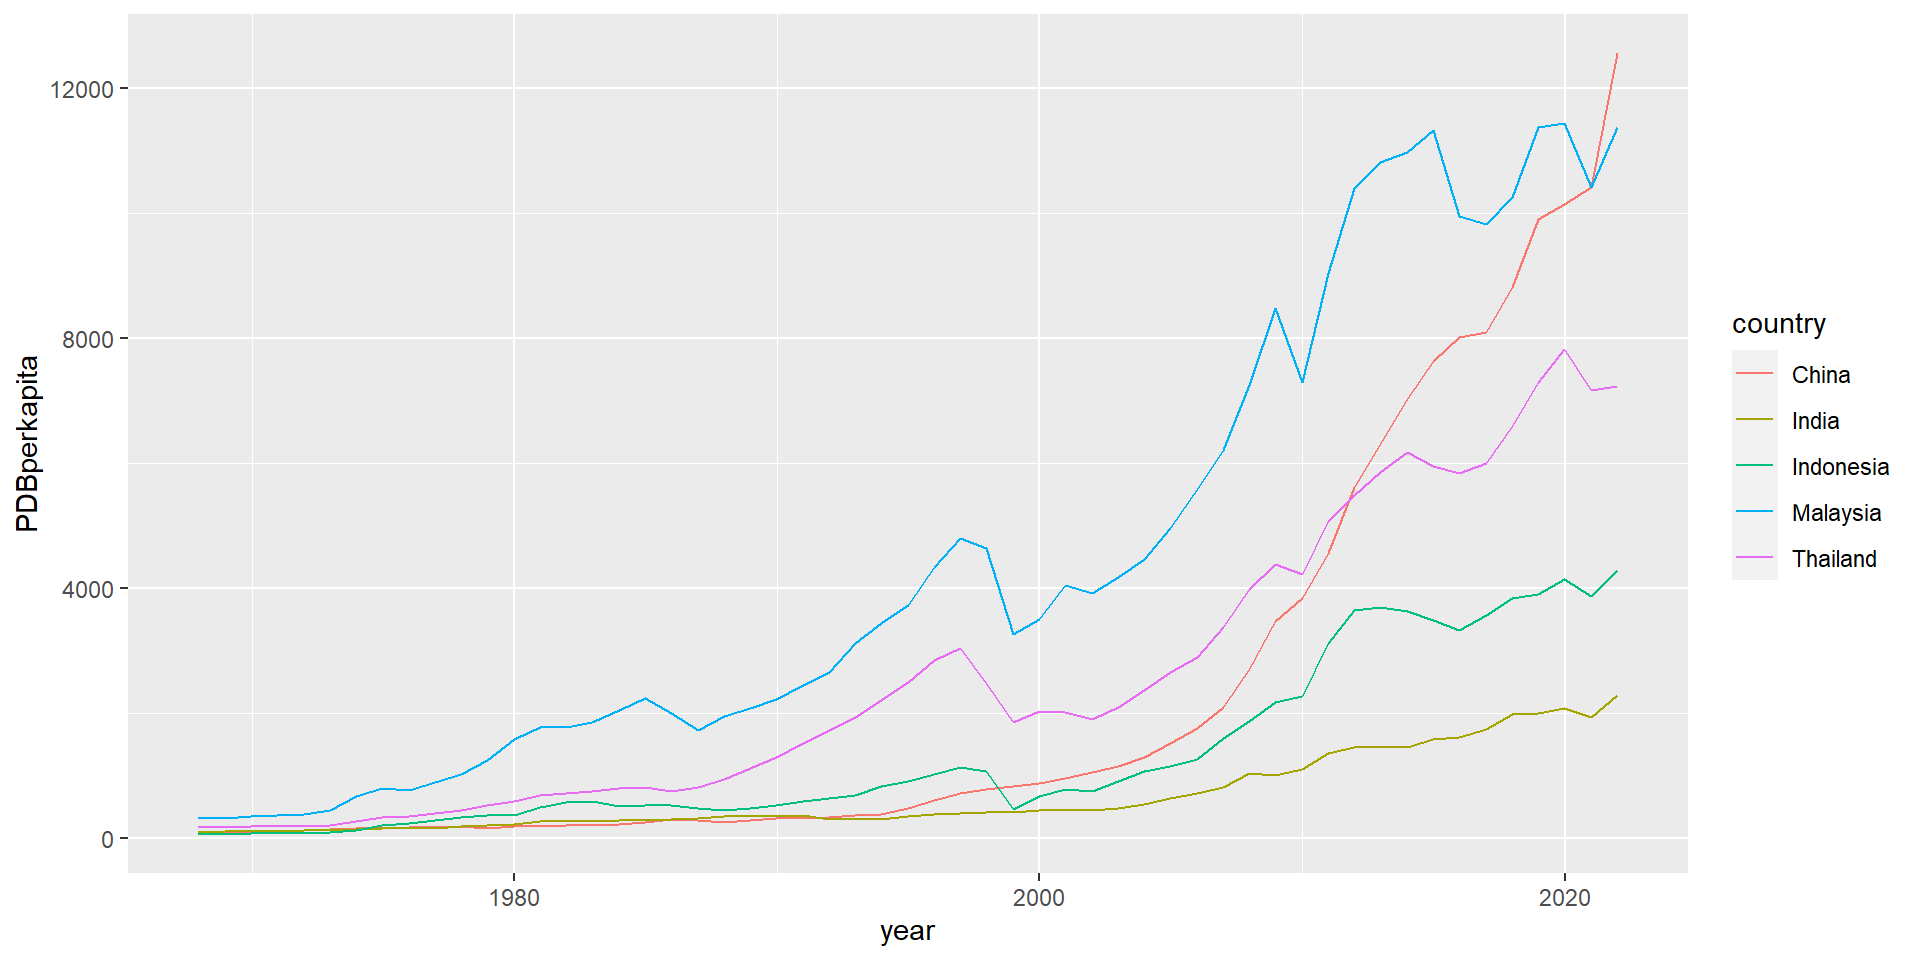 12000
8000
4000
0
PDBperkapita
1980
2000
2020
year
country
China
India
Indonesia
Malaysia
Thailand